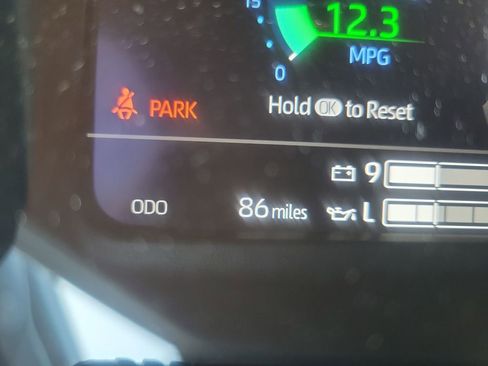 15
12.3
MPG
0
PARK
Hold OK to Reset
9
ODO 86 miles L